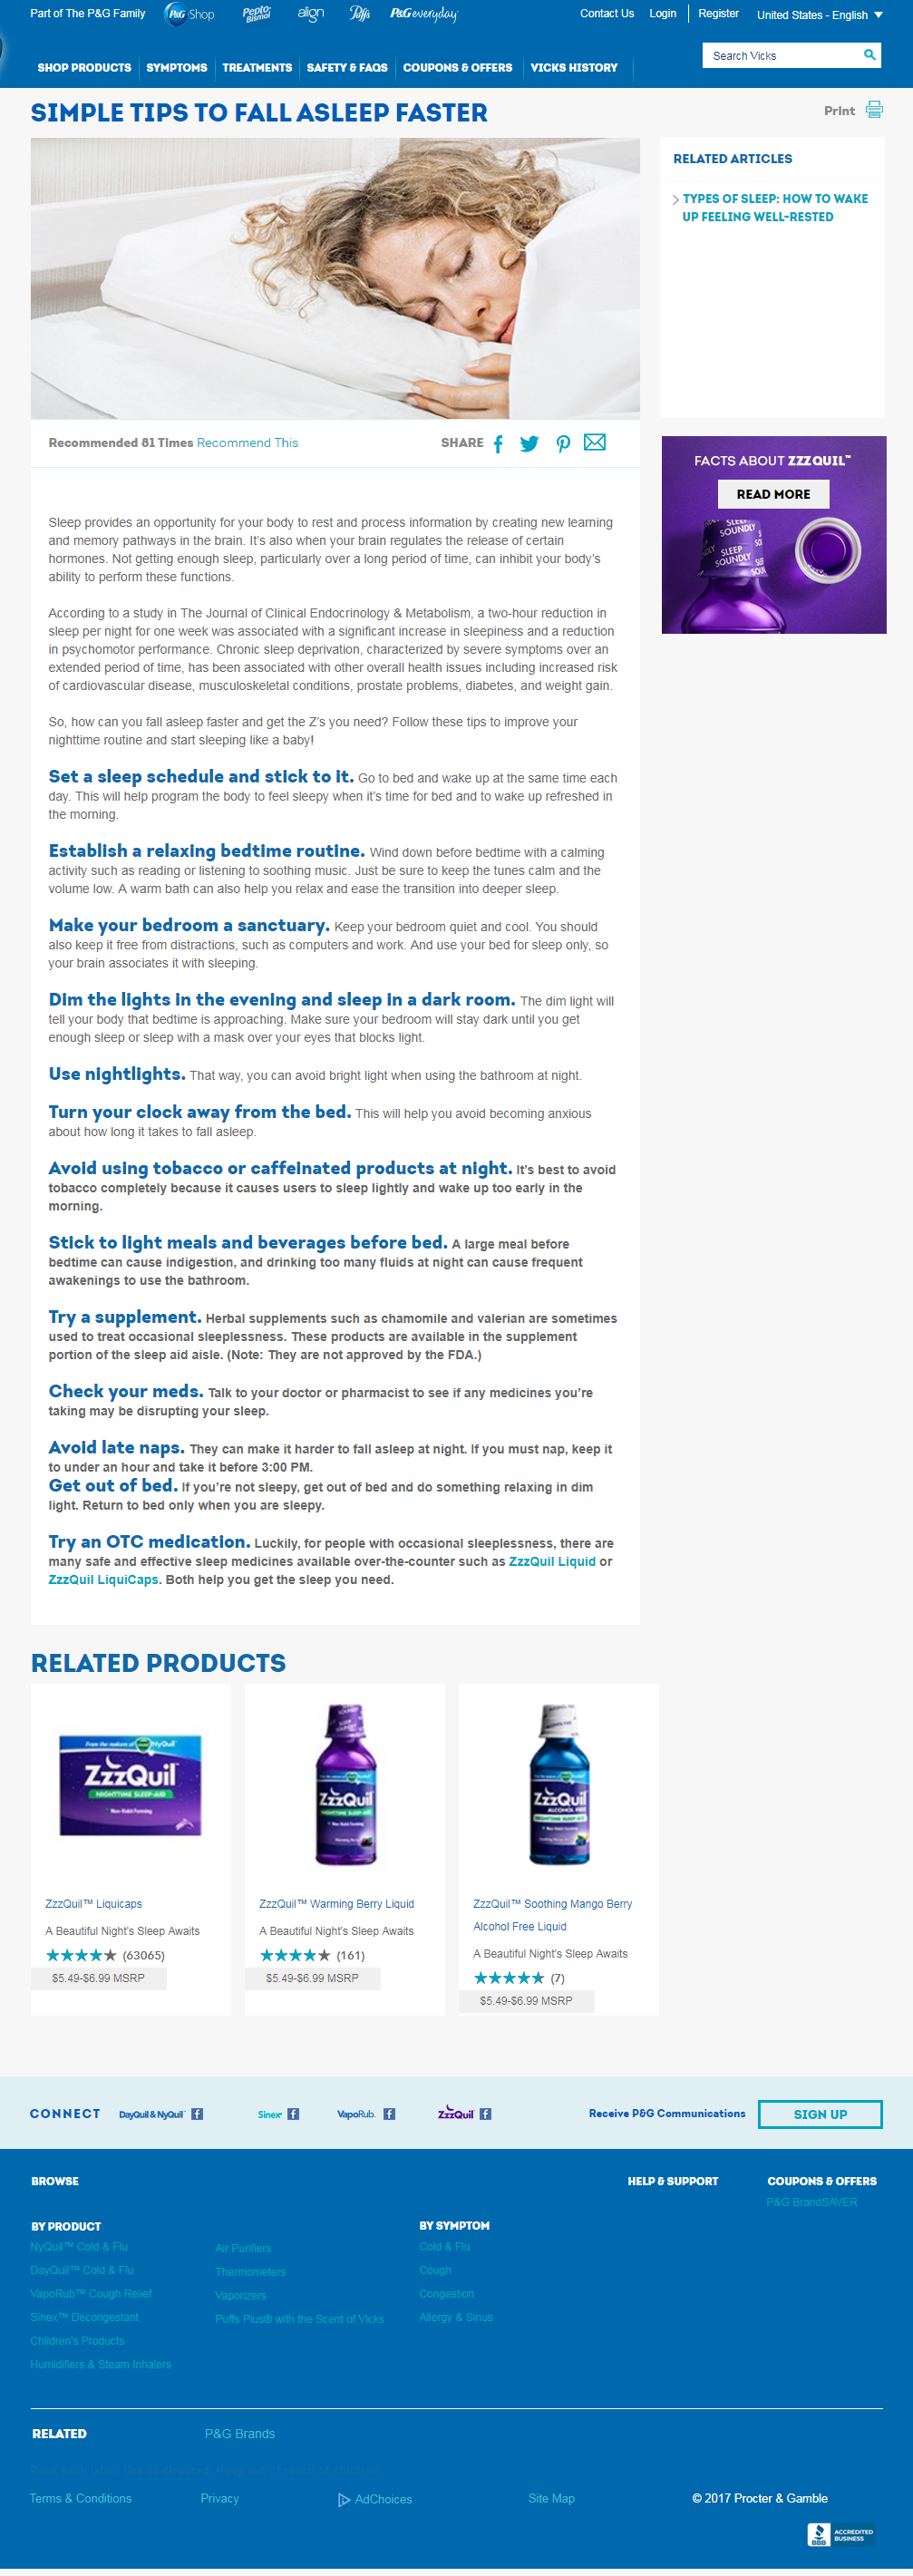 Part of The P&G Family
P&G Shop
Pepto Bismol
align
Puffs
P&G everyday
Contact Us
Login
Register
United States - English
Search Vicks
SHOP PRODUCTS
SYMPTOMS
TREATMENTS
SAFETY & FAQS
COUPONS & OFFERS
VICKS HISTORY
SIMPLE TIPS TO FALL ASLEEP FASTER
Print
RELATED ARTICLES
TYPES OF SLEEP: HOW TO WAKE
UP FEELING WELL-RESTED
Recommended 81 Times Recommend This
SHARE
FACTS ABOUT ZZZQUIL™
READ MORE
SLEEP SOUNDLY
SLEEP
SOUNDLY
Sleep provides an opportunity for your body to rest and process information by creating new learning
and memory pathways in the brain. It's also when your brain regulates the release of certain
hormones. Not getting enough sleep, particularly over a long period of time, can inhibit your body's
ability to perform these functions.
According to a study in The Journal of Clinical Endocrinology & Metabolism, a two-hour reduction in
sleep per night for one week was associated with a significant increase in sleepiness and a reduction
in psychomotor performance. Chronic sleep deprivation, characterized by severe symptoms over an
extended period of time, has been associated with other overall health issues including increased risk
of cardiovascular disease, musculoskeletal conditions, prostate problems, diabetes, and weight gain.
So, how can you fall asleep faster and get the Z's you need? Follow these tips to improve your
nighttime routine and start sleeping like a baby!
Set a sleep schedule and stick to it. Go to bed and wake up at the same time each
day. This will help program the body to feel sleepy when it's time for bed and to wake up refreshed in
the morning.
Establish a relaxing bedtime routine. Wind down before bedtime with a calming
activity such as reading or listening to soothing music. Just be sure to keep the tunes calm and the
volume low. A warm bath can also help you relax and ease the transition into deeper sleep.
Make your bedroom a sanctuary. Keep your bedroom quiet and cool. You should
also keep it free from distractions, such as computers and work. And use your bed for sleep only, so
your brain associates it with sleeping.
Dim the lights in the evening and sleep in a dark room. The dim light will
tell your body that bedtime is approaching. Make sure your bedroom will stay dark until you get
enough sleep or sleep with a mask over your eyes that blocks light.
Use nightlights. That way, you can avoid bright light when using the bathroom at night.
Turn your clock away from the bed. This will help you avoid becoming anxious
about how long it takes to fall asleep.
Avoid using tobacco or caffeinated products at night. It's best to avoid
tobacco completely because it causes users to sleep lightly and wake up too early in the
morning.
Stick to light meals and beverages before bed. A large meal before
bedtime can cause indigestion, and drinking too many fluids at night can cause frequent
awakenings to use the bathroom.
Try a supplement. Herbal supplements such as chamomile and valerian are sometimes
used to treat occasional sleeplessness. These products are available in the supplement
portion of the sleep aid aisle. (Note: They are not approved by the FDA.)
Check your meds. Talk to your doctor or pharmacist to see if any medicines you're
taking may be disrupting your sleep.
Avoid late naps. They can make it harder to fall asleep at night. If you must nap, keep it
to under an hour and take it before 3:00 PM.
Get out of bed. If you're not sleepy, get out of bed and do something relaxing in dim
light. Return to bed only when you are sleepy.
Try an OTC medication. Luckily, for people with occasional sleeplessness, there are
many safe and effective sleep medicines available over-the-counter such as ZzzQuil Liquid or
ZzzQuil LiquiCaps. Both help you get the sleep you need.
RELATED PRODUCTS
From the makers of NyQuil
ZzzQuil
NIGHTTIME SLEEP-AID
Non-Habit Forming
ZzzQuil
NIGHTTIME SLEEP-AID
ZzzQuil
ALCOHOL FREE
NIGHTTIME SLEEP-AID
ZzzQuil™ Liquicaps
A Beautiful Night's Sleep Awaits
(63065)
$5.49-$6.99 MSRP
ZzzQuil™ Warming Berry Liquid
A Beautiful Night's Sleep Awaits
(161)
$5.49-$6.99 MSRP
ZzzQuil™ Soothing Mango Berry
Alcohol Free Liquid
A Beautiful Night's Sleep Awaits
(7)
$5.49-$6.99 MSRP
CONNECT
DayQuil & NyQuil
Sinex
VapoRub
ZzzQuil
Receive P&G Communications
SIGN UP
BROWSE
HELP & SUPPORT
COUPONS & OFFERS
P&G BrandSAVER
BY PRODUCT
NyQuil™ Cold & Flu
DayQuil™ Cold & Flu
VapoRub™ Cough Relief
Sinex™ Decongestant
Children's Products
Humidifiers & Steam Inhalers
Air Purifiers
Thermometers
Vaporizers
Puffs Plus® with the Scent of Vicks
BY SYMPTOM
Cold & Flu
Cough
Congestion
Allergy & Sinus
RELATED
P&G Brands
Terms & Conditions
Privacy
AdChoices
Site Map
© 2017 Procter & Gamble
BBB
ACCREDITED
BUSINESS